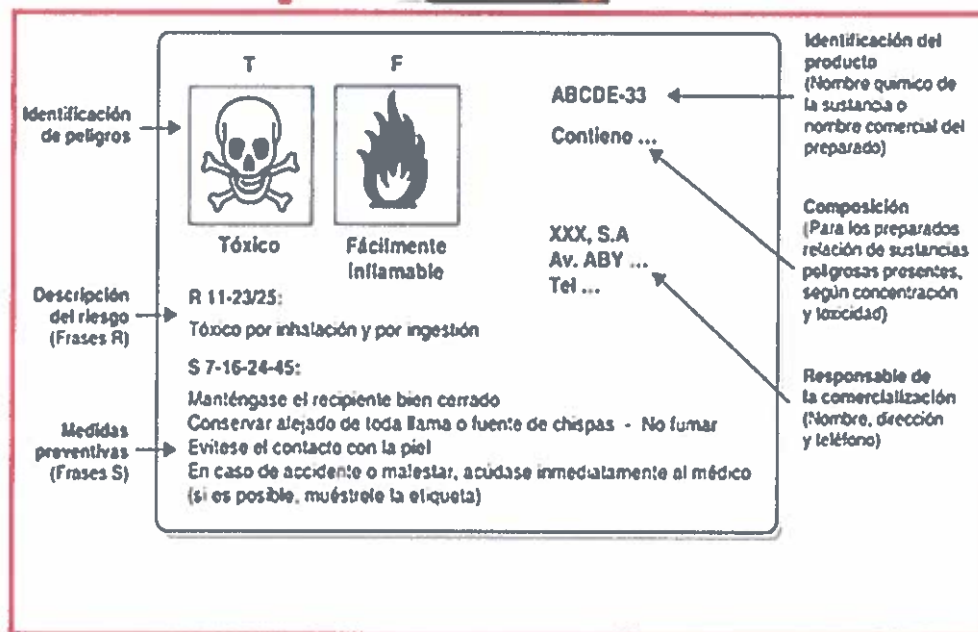 Identificación
de peligros
Descripción
del riesgo
(Frases R)
Medidas
preventivas
(Frases S)
T
F
Tóxico
Fácilmente
Inflamable
R 11-23/25:
Tóxico por inhalación y por ingestión
S 7-16-24-45:
Manténgase el recipiente bien cerrado
Conservar alejado de toda llama o fuente de chispas - No fumar
Evítese el contacto con la piel
En caso de accidente o malestar, acúdase inmediatamente al médico
(si es posible, muéstrele la etiqueta)
ABCDE-33
Contiene ...
XXX, S.A
Av. ABY ...
Tel ...
Identificación del
producto
(Nombre químico de
la sustancia o
nombre comercial del
preparado)
Composición
(Para los preparados
relación de sustancias
peligrosas presentes,
según concentración
y toxicidad)
Responsable de
la comercialización
(Nombre, dirección
y teléfono)